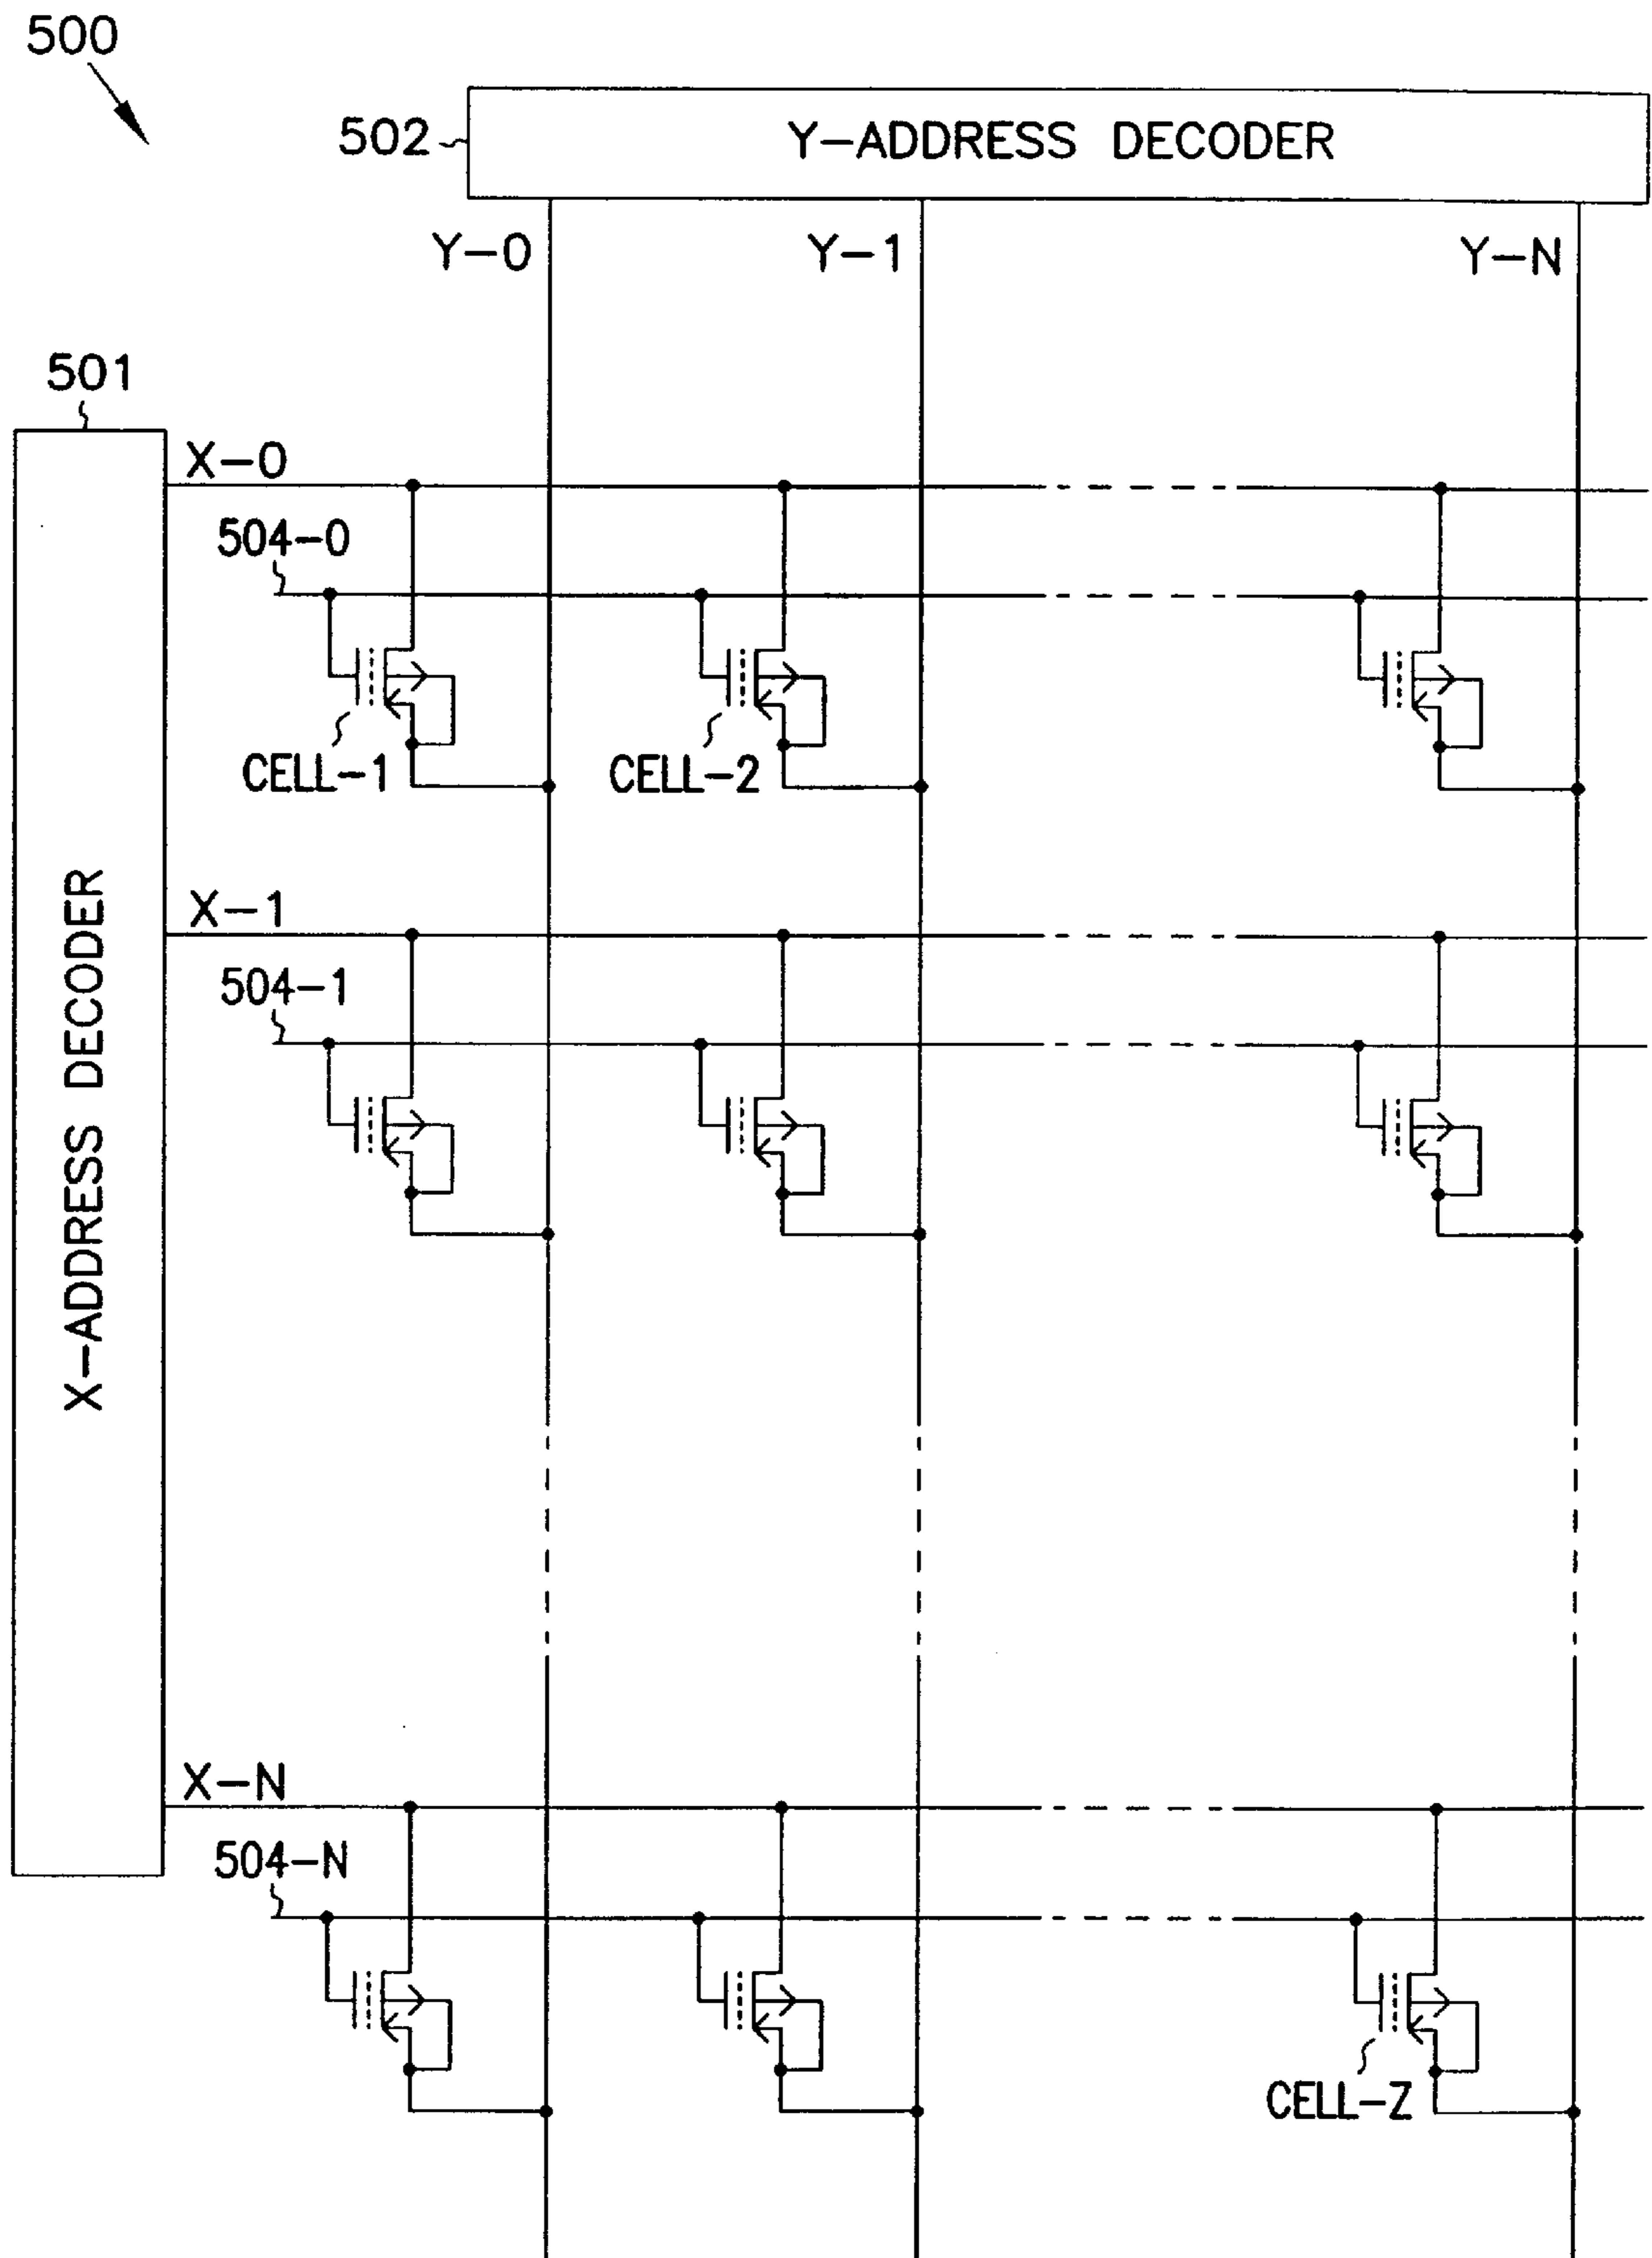 500
502
Y-ADDRESS DECODER
Y-0
Y-1
Y-N
501
X-0
504-0
CELL-1
CELL-2
X-ADDRESS DECODER
X-1
504-1
X-N
504-N
CELL-Z